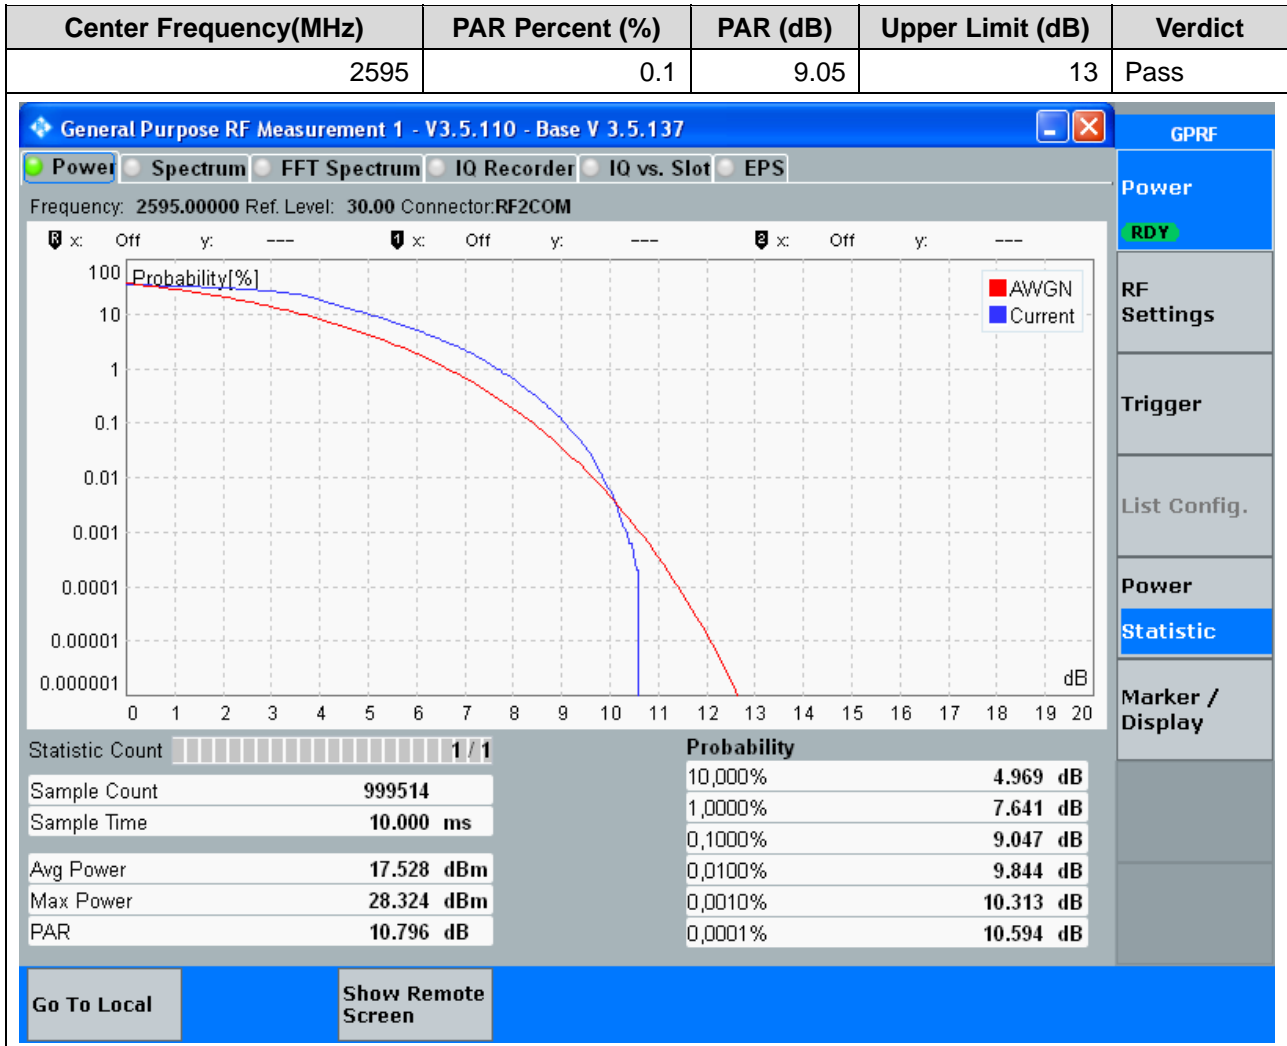 Center Frequency(MHz) PAR Percent (%) PAR (dB) Upper Limit (dB) Verdict
2595 0.1 9.05 13 Pass
General Purpose RF Measurement 1 - V3.5.110 - Base V 3.5.137
GPRF
Power Spectrum FFT Spectrum IQ Recorder IQ vs. Slot EPS
Frequency: 2595.00000 Ref. Level: 30.00 Connector:RF2COM
R x: Off y: --- 1 x: Off y: --- 2 x: Off y: ---
Probability[%]
AWGN
Current
100
10
1
0.1
0.01
0.001
0.0001
0.00001
0.000001
dB
0 1 2 3 4 5 6 7 8 9 10 11 12 13 14 15 16 17 18 19 20
Statistic Count 1 / 1
Sample Count 999514
Sample Time 10.000 ms
Avg Power 17.528 dBm
Max Power 28.324 dBm
PAR 10.796 dB
Probability
10,000% 4.969 dB
1,0000% 7.641 dB
0,1000% 9.047 dB
0,0100% 9.844 dB
0,0010% 10.313 dB
0,0001% 10.594 dB
Power
RDY
RF
Settings
Trigger
List Config.
Power
Statistic
Marker /
Display
Go To Local
Show Remote
Screen